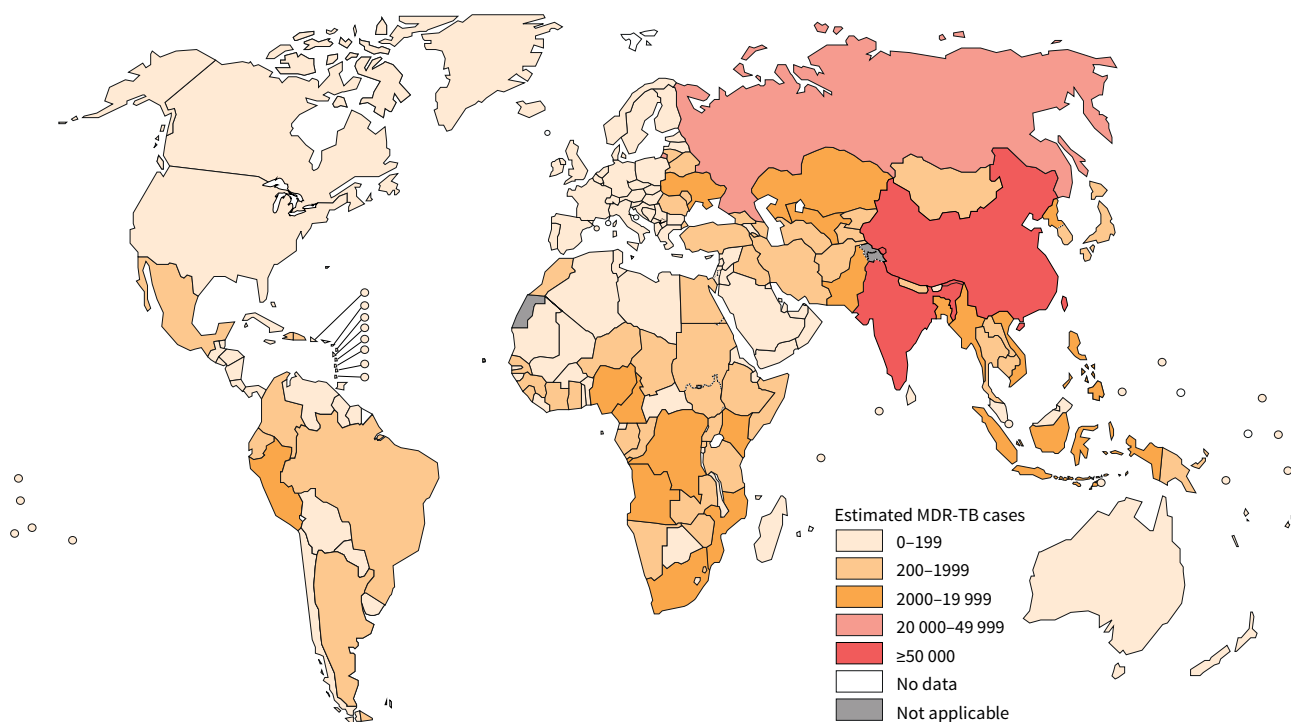 Estimated MDR-TB cases
0–199
200–1999
2000–19 999
20 000–49 999
≥50 000
No data
Not applicable